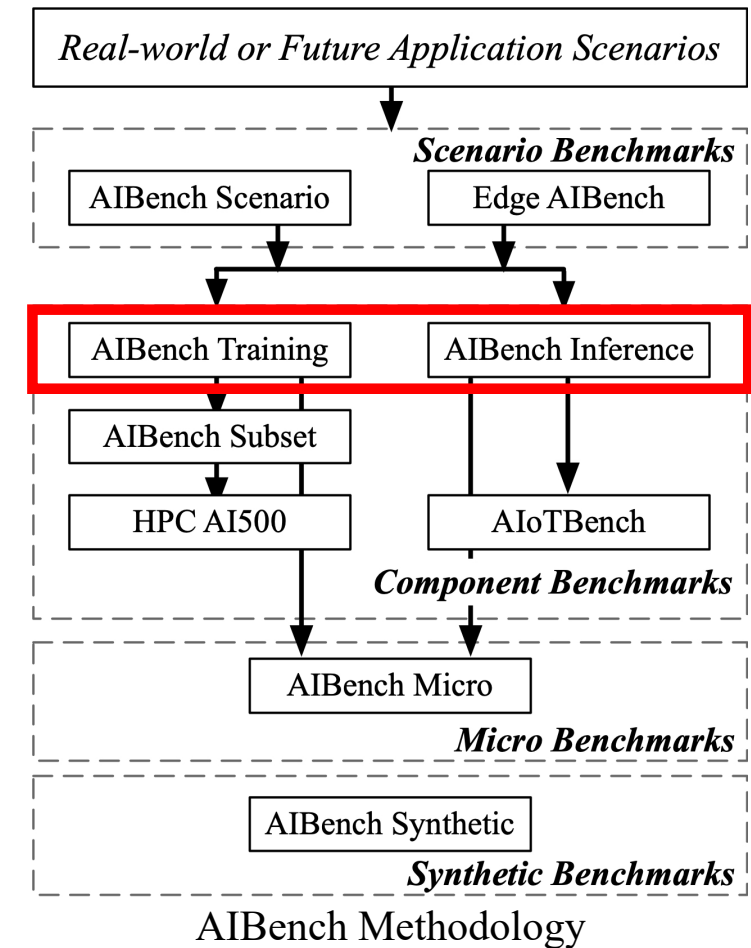 Real-world or Future Application Scenarios
Scenario Benchmarks
AIBench Scenario
Edge AIBench
AIBench Training
AIBench Inference
AIBench Subset
HPC AI500
AIoTBench
Component Benchmarks
AIBench Micro
Micro Benchmarks
AIBench Synthetic
Synthetic Benchmarks
AIBench Methodology